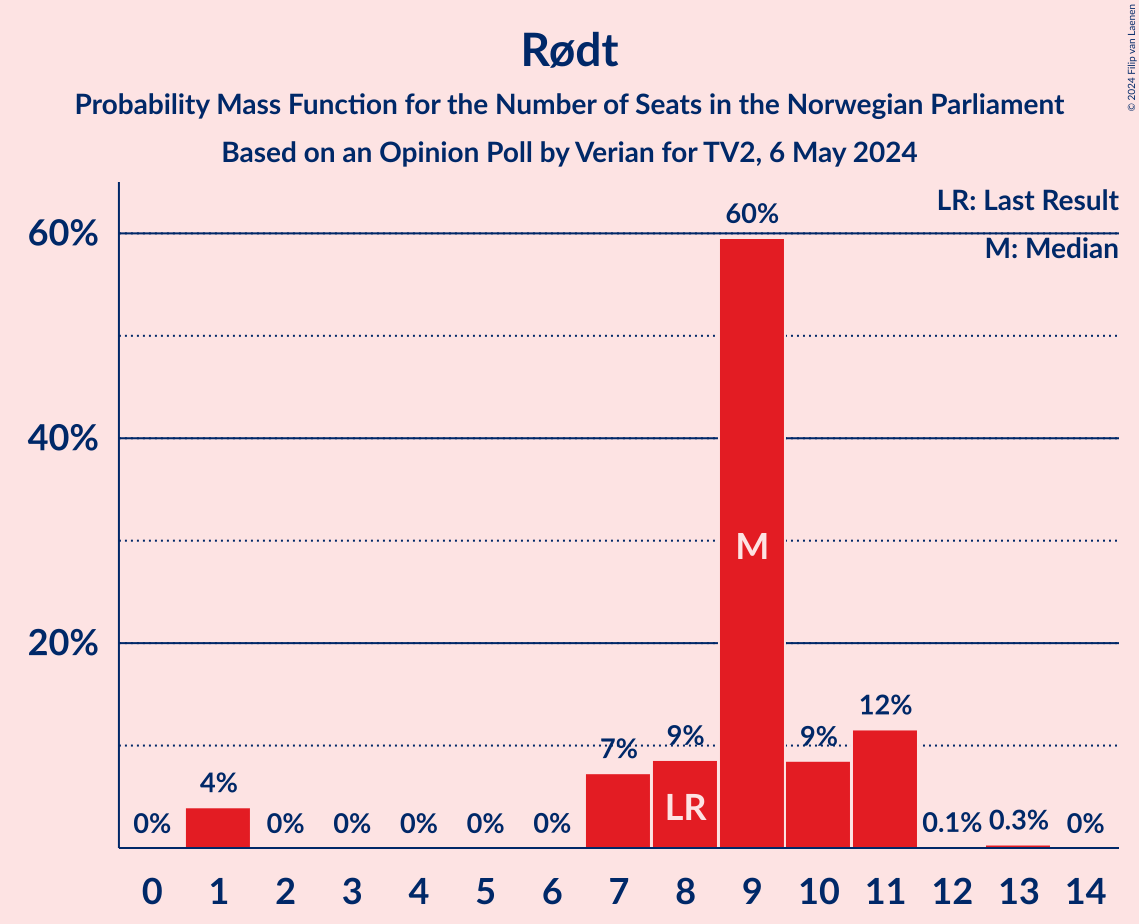 Rødt
Probability Mass Function for the Number of Seats in the Norwegian Parliament
Based on an Opinion Poll by Verian for TV2, 6 May 2024
© 2024 Filip van Laenen
LR: Last Result
M: Median
60%
40%
20%
0%
4%
0%
0%
0%
0%
0%
7%
9%
60%
9%
12%
0.1%
0.3%
0%
LR
M
0 1 2 3 4 5 6 7 8 9 10 11 12 13 14